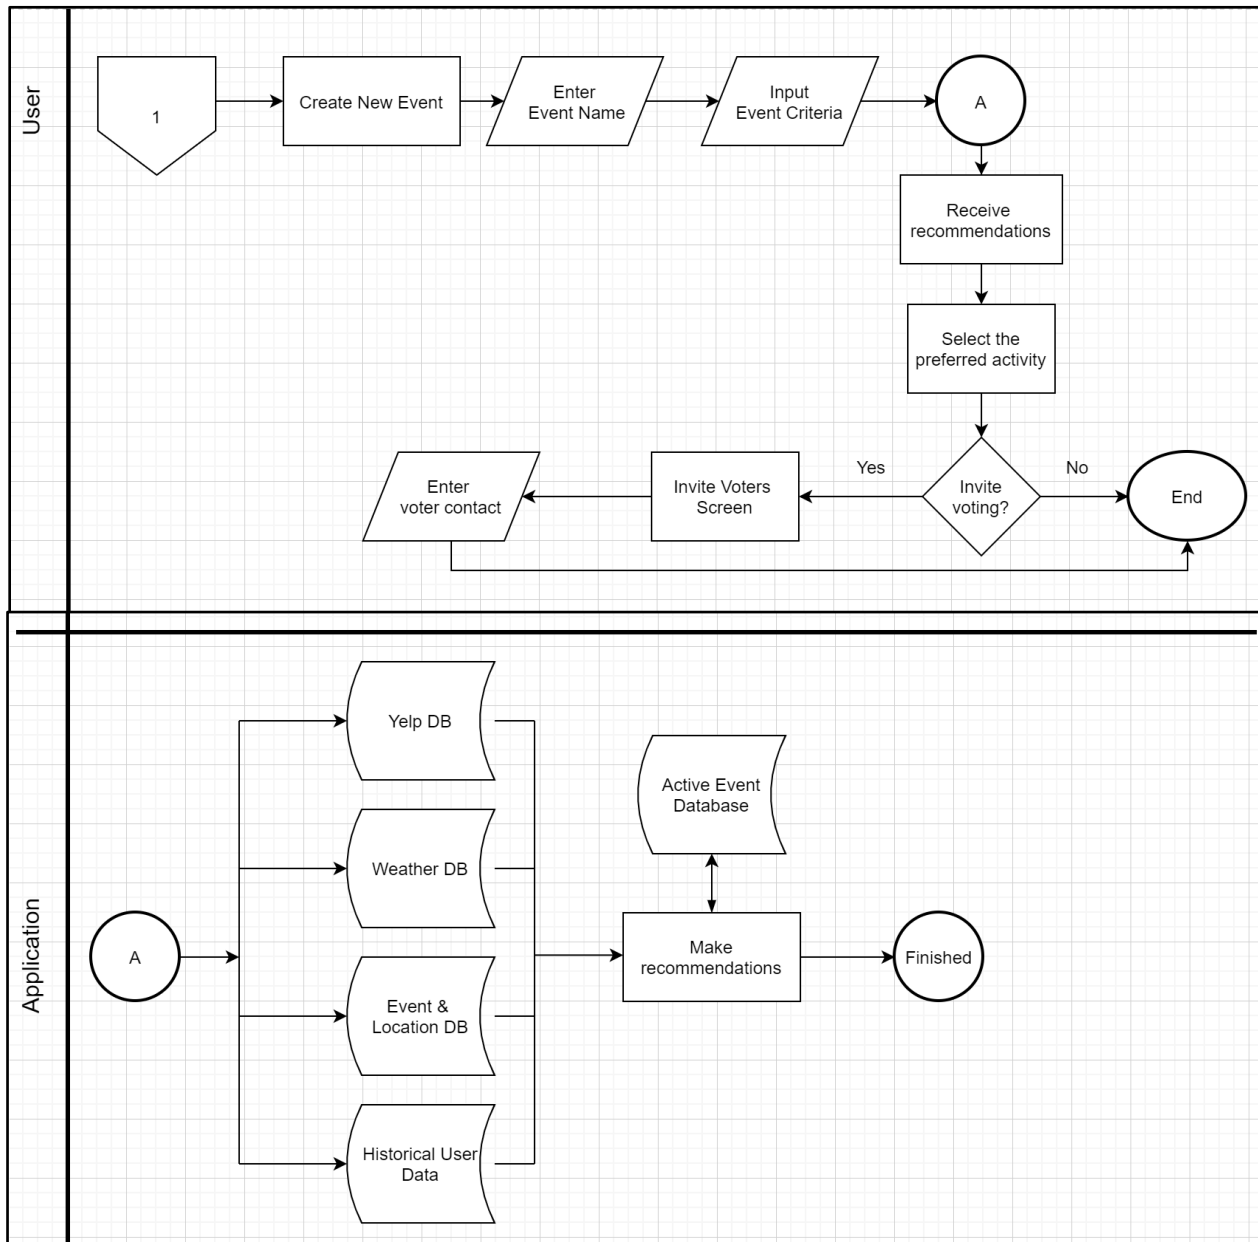 User
1
Create New Event
Enter
Event Name
Input
Event Criteria
A
Receive
recommendations
Select the
preferred activity
Invite
voting?
Yes
No
End
Invite Voters
Screen
Enter
voter contact
Application
A
Yelp DB
Weather DB
Event &
Location DB
Historical User
Data
Active Event
Database
Make
recommendations
Finished